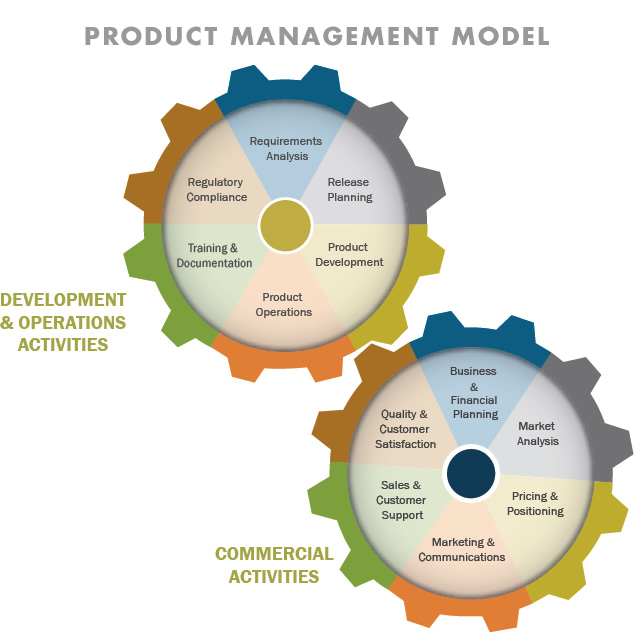 PRODUCT MANAGEMENT MODEL
Requirements
Analysis
Release
Planning
Product
Development
Product
Operations
Training &
Documentation
Regulatory
Compliance
DEVELOPMENT
& OPERATIONS
ACTIVITIES
Business
&
Financial
Planning
Market
Analysis
Pricing &
Positioning
Marketing &
Communications
Sales &
Customer
Support
Quality &
Customer
Satisfaction
COMMERCIAL
ACTIVITIES